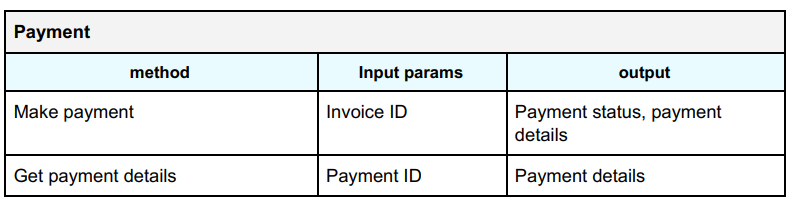 Payment
method
Input params
output
Make payment
Invoice ID
Payment status, payment
details
Get payment details
Payment ID
Payment details